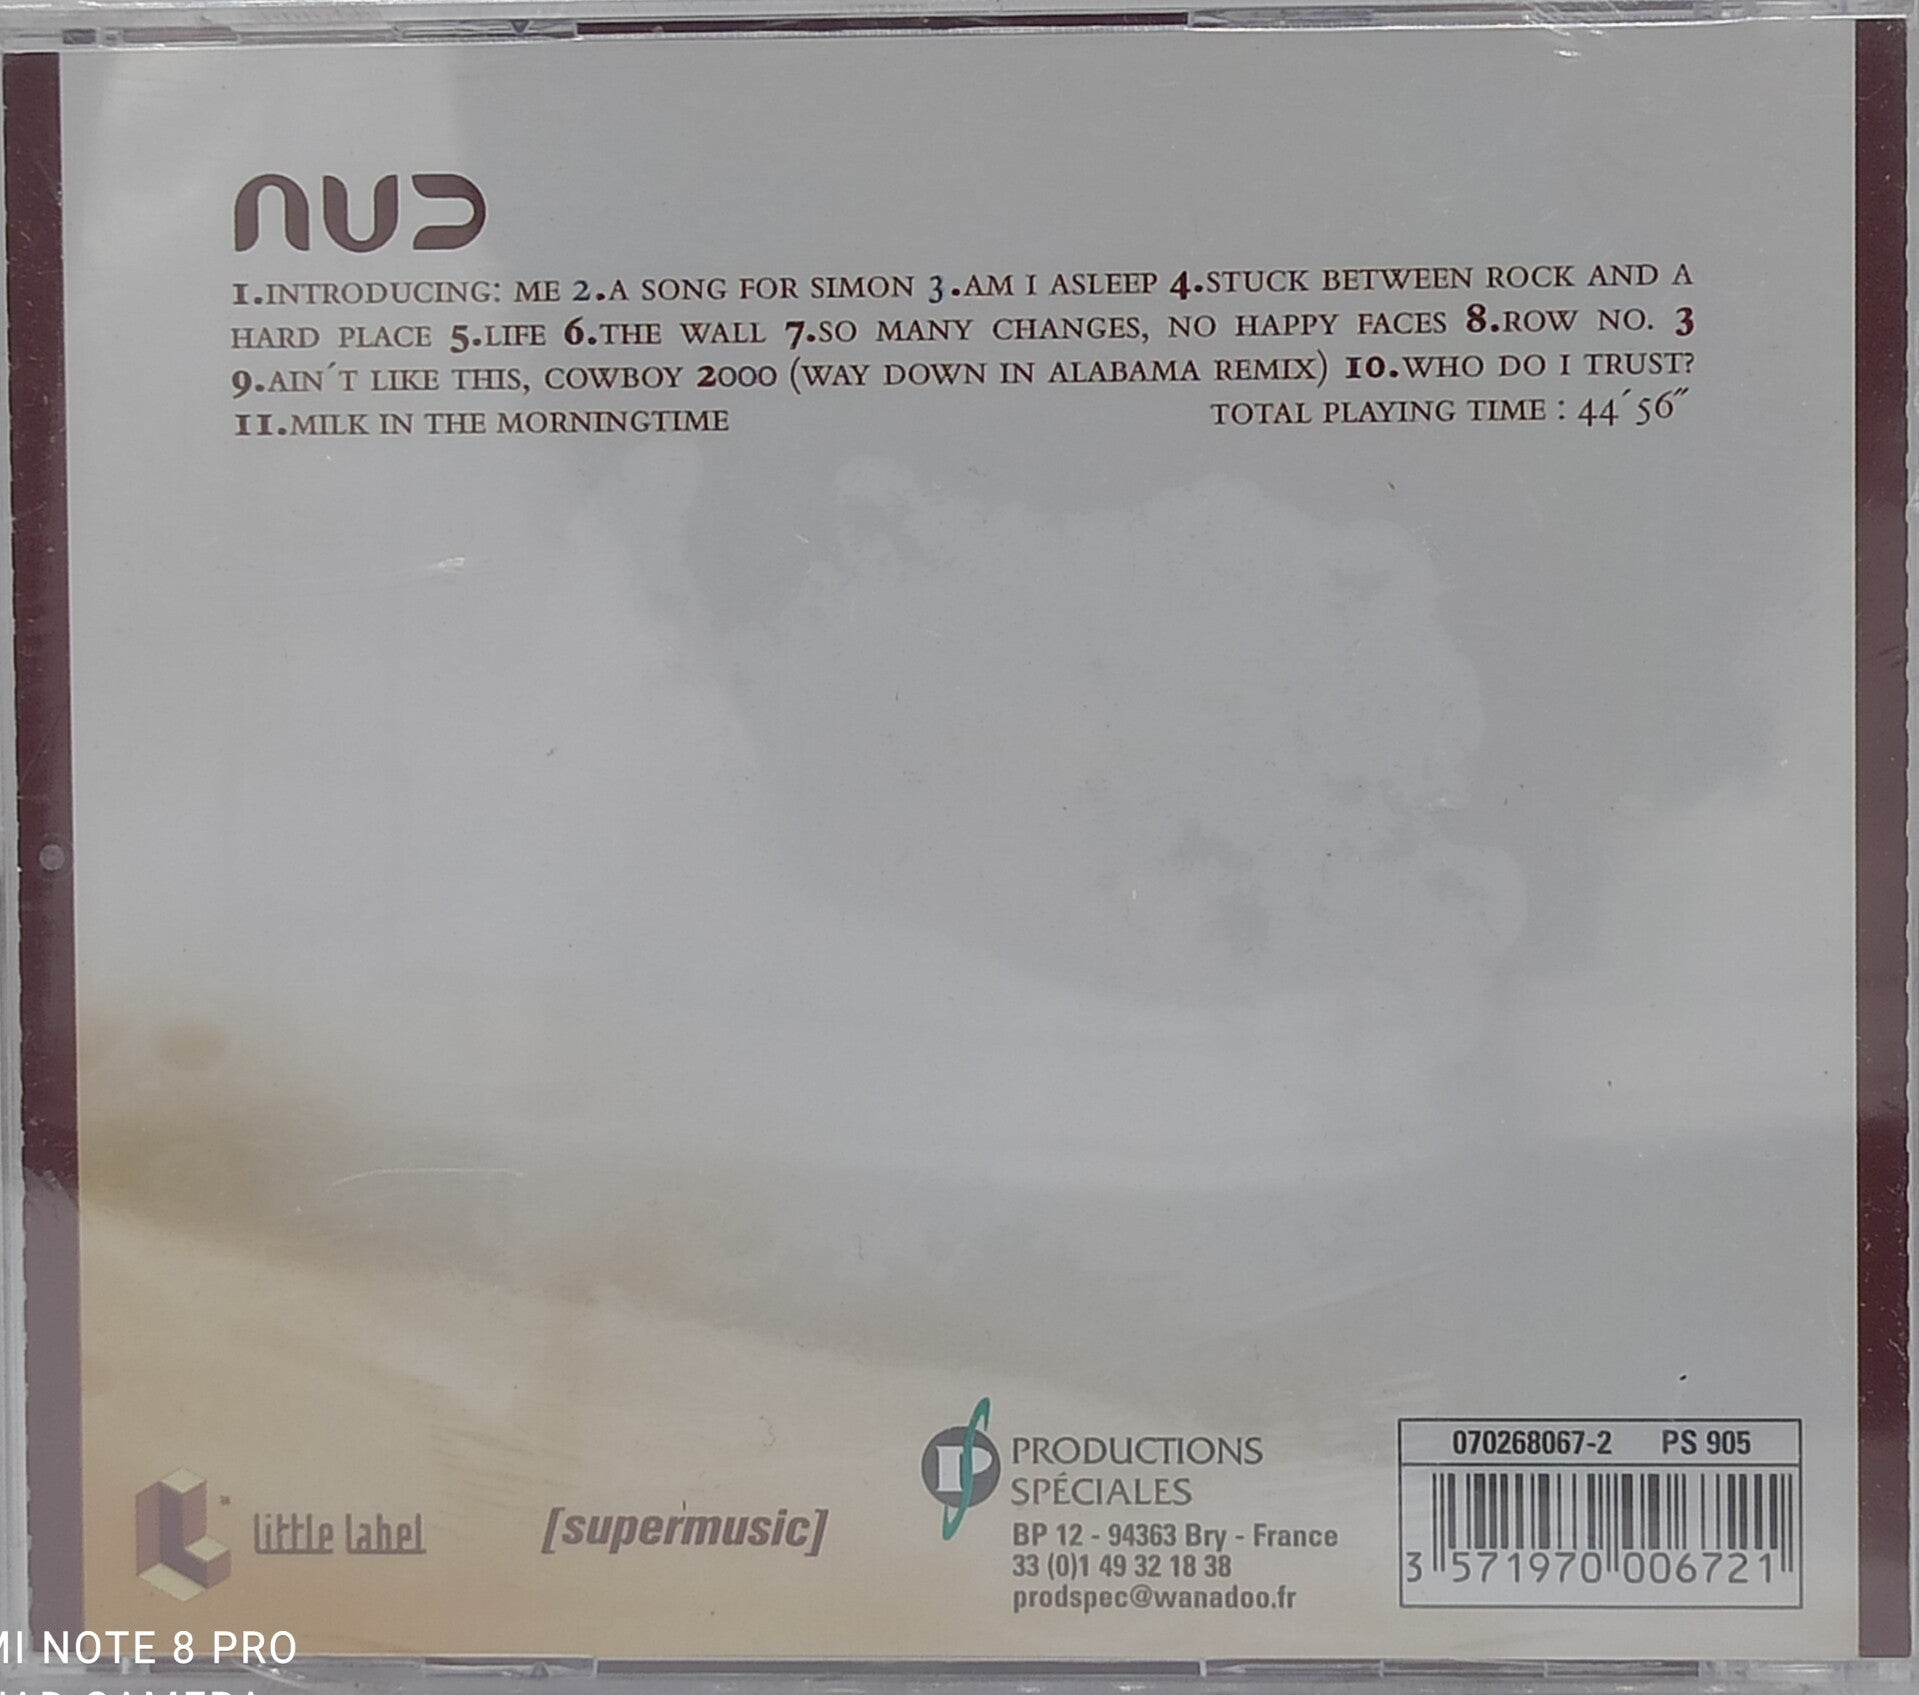 NUD
1.INTRODUCING: ME 2.A SONG FOR SIMON 3.AM I ASLEEP 4.STUCK BETWEEN ROCK AND A
HARD PLACE 5.LIFE 6.THE WALL 7.SO MANY CHANGES, NO HAPPY FACES 8.ROW NO. 3
9.AIN´T LIKE THIS, COWBOY 2000 (WAY DOWN IN ALABAMA REMIX) 10.WHO DO I TRUST?
11.MILK IN THE MORNINGTIME TOTAL PLAYING TIME : 44´56˝
little label
[supermusic]
PS
PRODUCTIONS
SPÉCIALES
BP 12 - 94363 Bry - France
33 (0)1 49 32 18 38
prodspec@wanadoo.fr
070268067-2 PS 905
3 571970 006721
MI NOTE 8 PRO